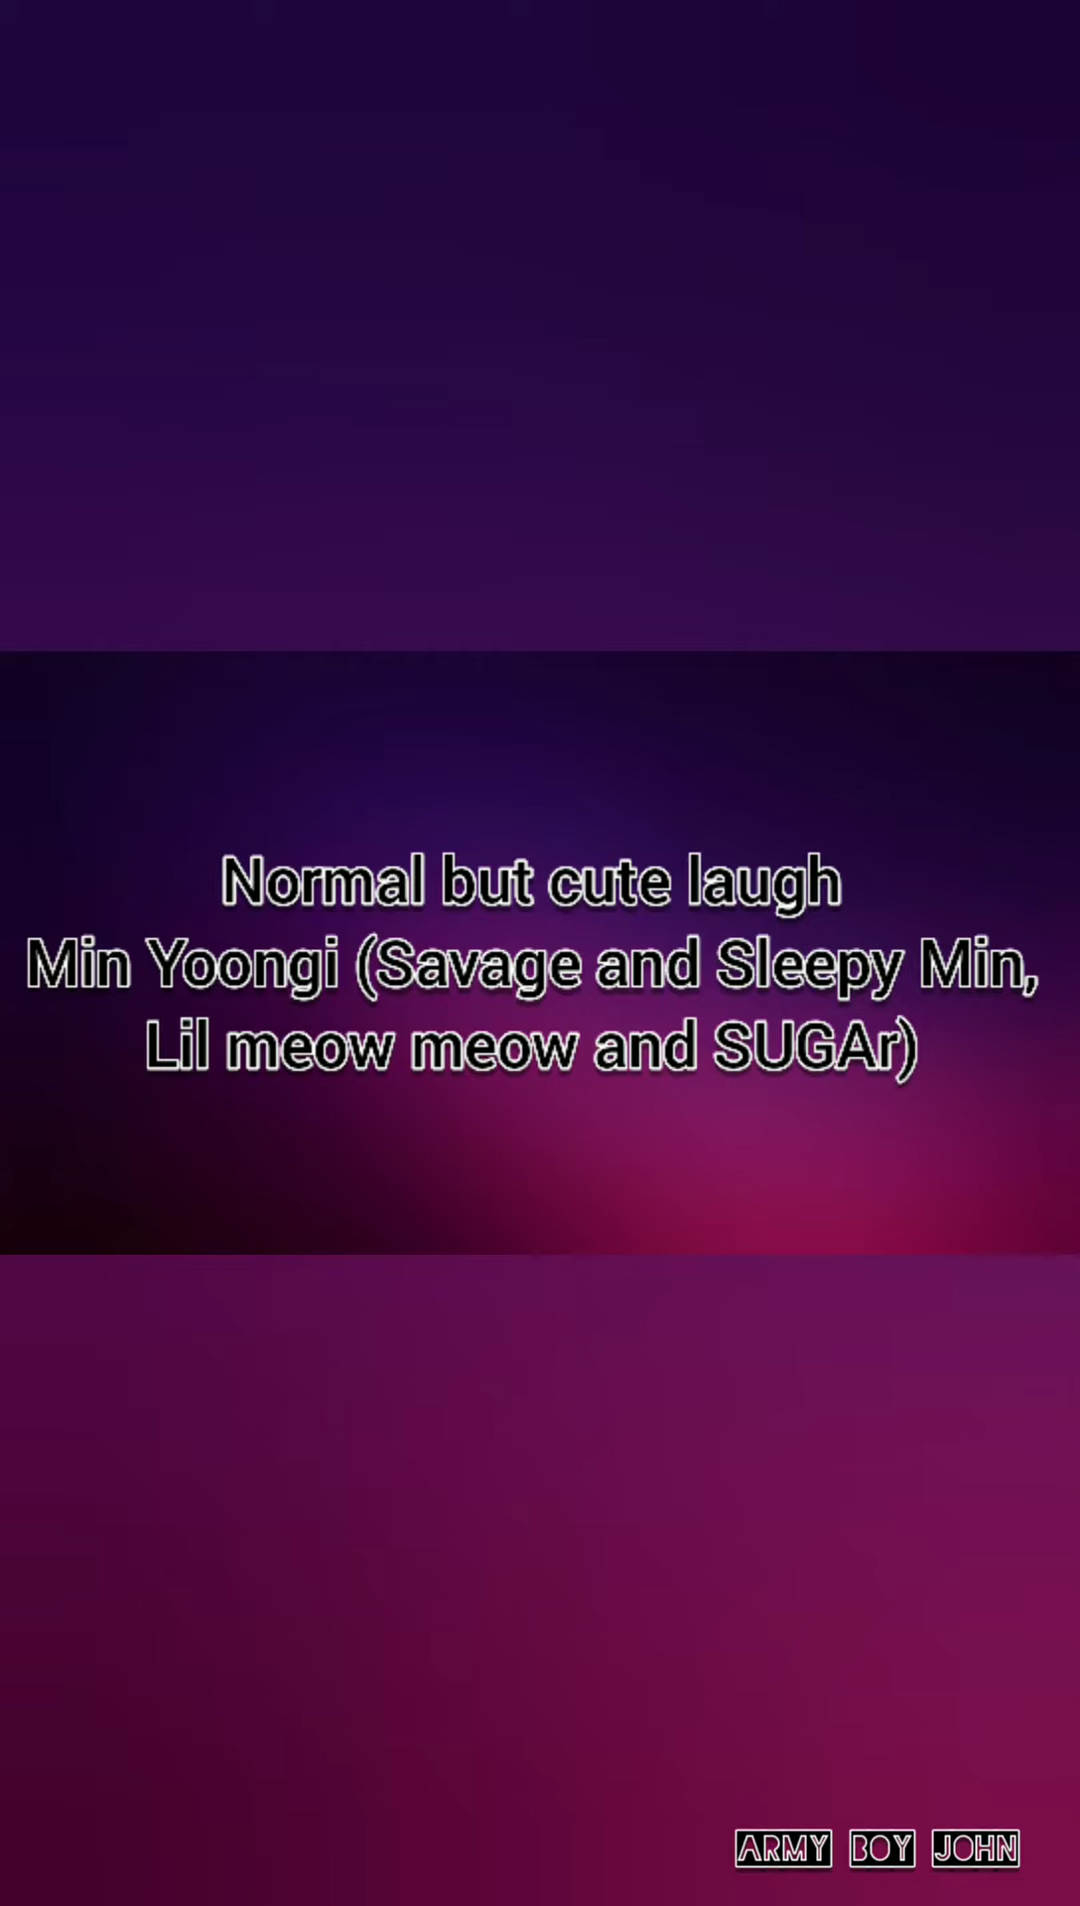 Normal but cute laugh
Min Yoongi (Savage and Sleepy Min,
Lil meow meow and SUGAr)
ARMY BOY JOHN